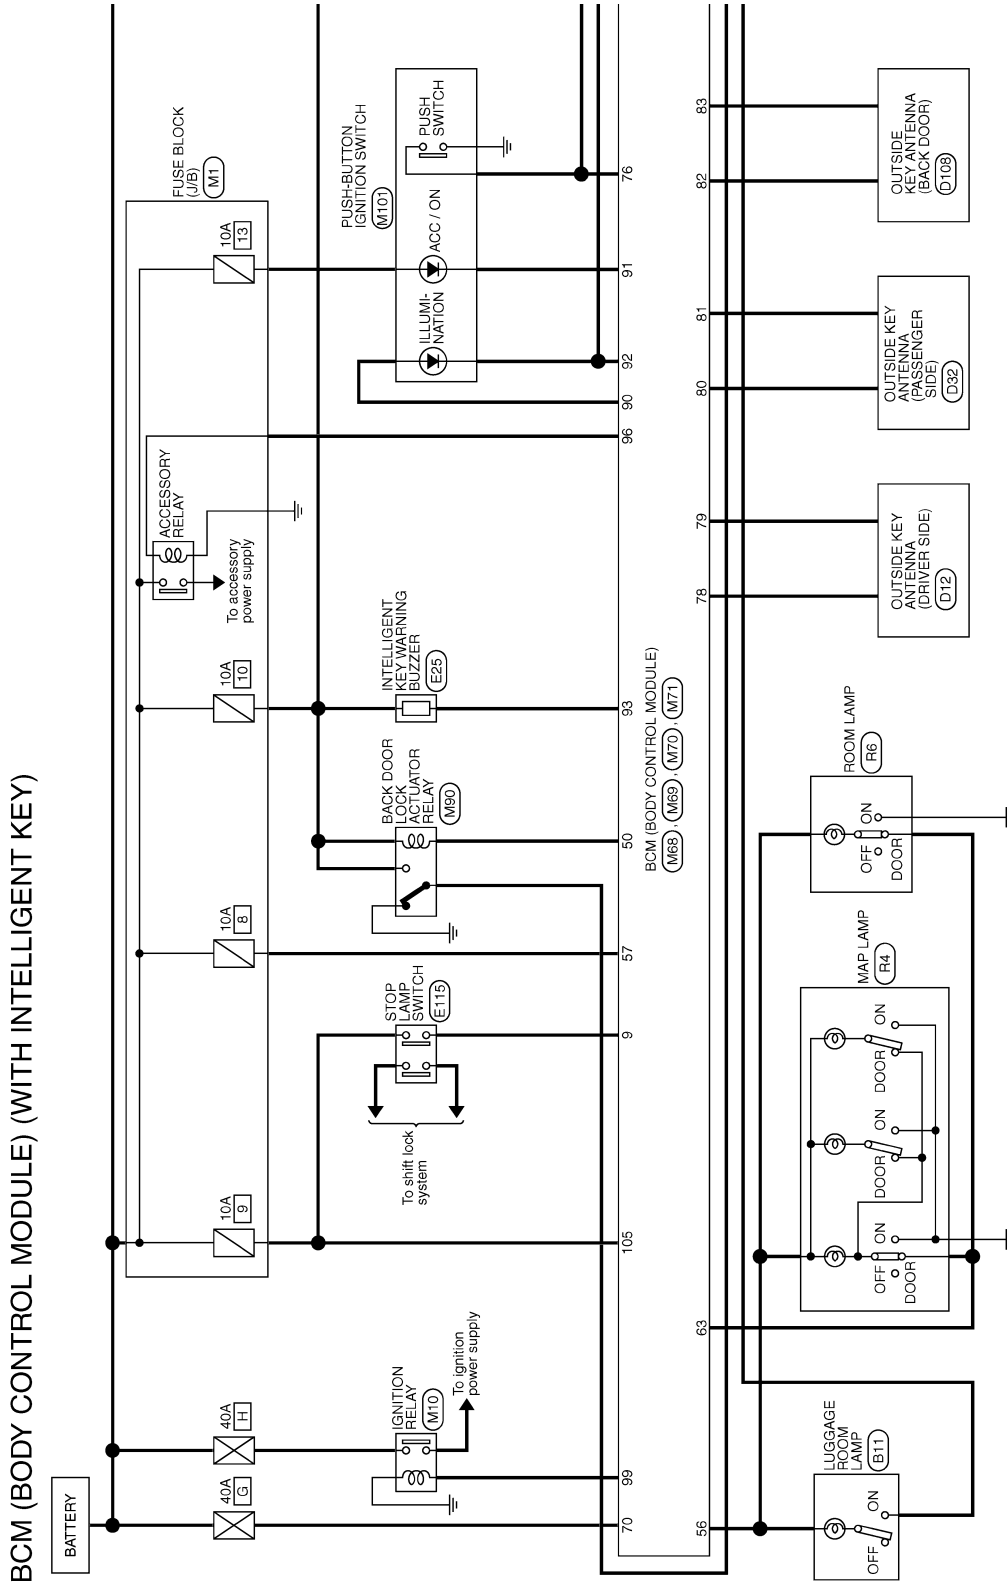 BCM (BODY CONTROL MODULE) (WITH INTELLIGENT KEY)
BATTERY
40A
G
40A
H
10A
9
10A
8
10A
10
10A
13
FUSE BLOCK
(J/B)
M1
ACCESSORY
RELAY
To accessory
power supply
IGNITION
RELAY
M10
To ignition
power supply
To shift lock
system
STOP
LAMP
SWITCH
E115
BACK DOOR
LOCK
ACTUATOR
RELAY
M90
INTELLIGENT
KEY WARNING
BUZZER
E25
PUSH-BUTTON
IGNITION SWITCH
M101
ILLUMI-
NATION
ACC / ON
PUSH
SWITCH
70
99
105
9
57
50
93
96
90
92
91
76
BCM (BODY CONTROL MODULE)
M68 , M69 , M70 , M71
56
63
78
79
80
81
82
83
LUGGAGE
ROOM
LAMP
B11
OFF
ON
MAP LAMP
R4
OFF
ON
DOOR
DOOR
ON
DOOR
ON
ROOM LAMP
R6
OFF
ON
DOOR
OUTSIDE KEY
ANTENNA
(DRIVER SIDE)
D12
OUTSIDE KEY
ANTENNA
(PASSENGER
SIDE)
D32
OUTSIDE
KEY ANTENNA
(BACK DOOR)
D108